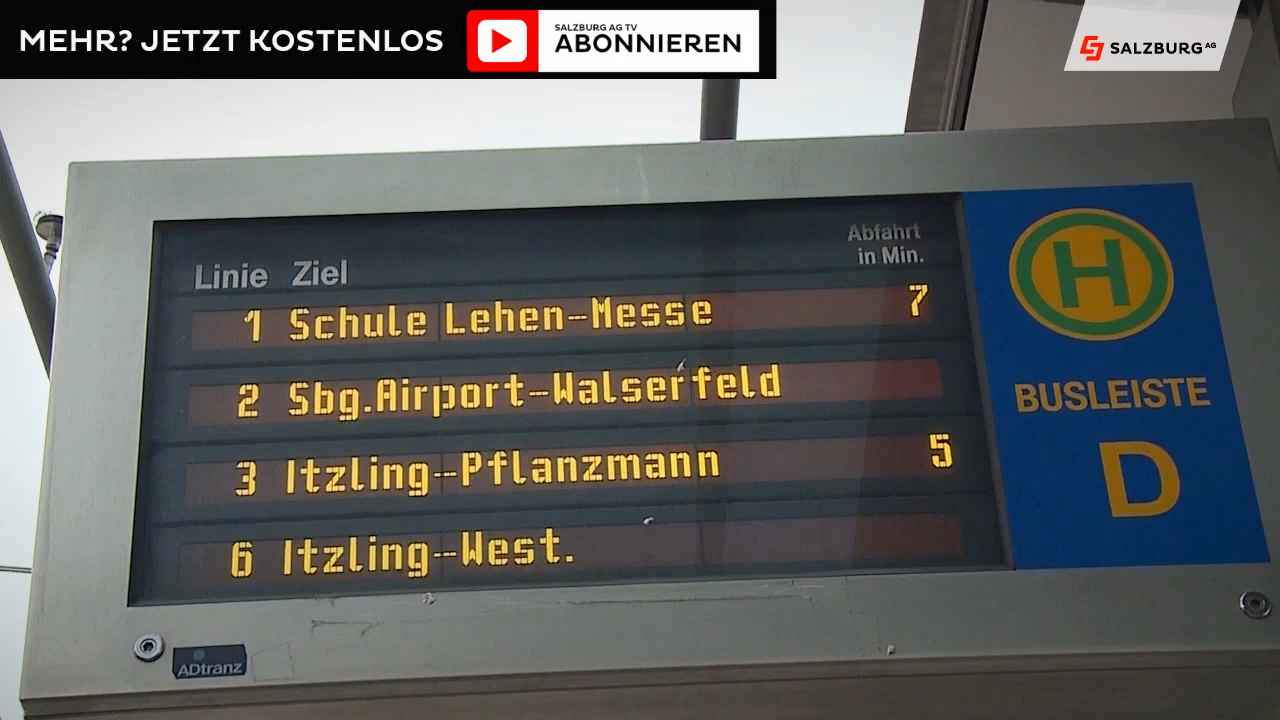 MEHR? JETZT KOSTENLOS
SALZBURG AG TV
ABONNIEREN
SALZBURG AG
Linie Ziel Abfahrt in Min.
1 Schule Lehen-Messe 7
2 Sbg.Airport-Walserfeld
3 Itzling-Pflanzmann 5
6 Itzling-West.
H
BUSLEISTE
D
ADtranz